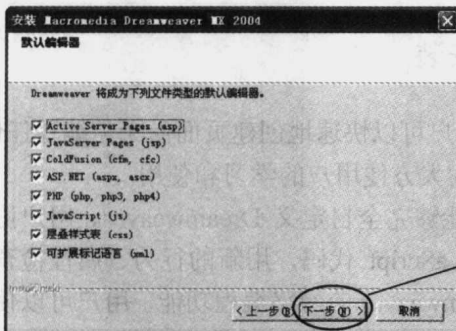 安装 Macromedia Dreamweaver MX 2004
默认编辑器
Dreamweaver 将成为下列文件类型的默认编辑器。
Active Server Pages (asp)
JavaServer Pages (jsp)
ColdFusion (cfm, cfc)
ASP.NET (aspx, ascx)
PHP (php, php3, php4)
JavaScript (js)
层叠样式表 (css)
可扩展标记语言 (xml)
InstallShield
< 上一步(B) 下一步(N) > 取消